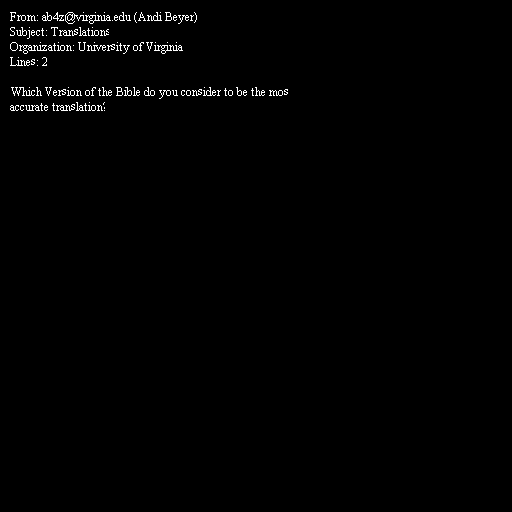 From: ab4z@virginia.edu (Andi Beyer)
Subject: Translations
Organization: University of Virginia
Lines: 2

Which Version of the Bible do you consider to be the mos
accurate translation?